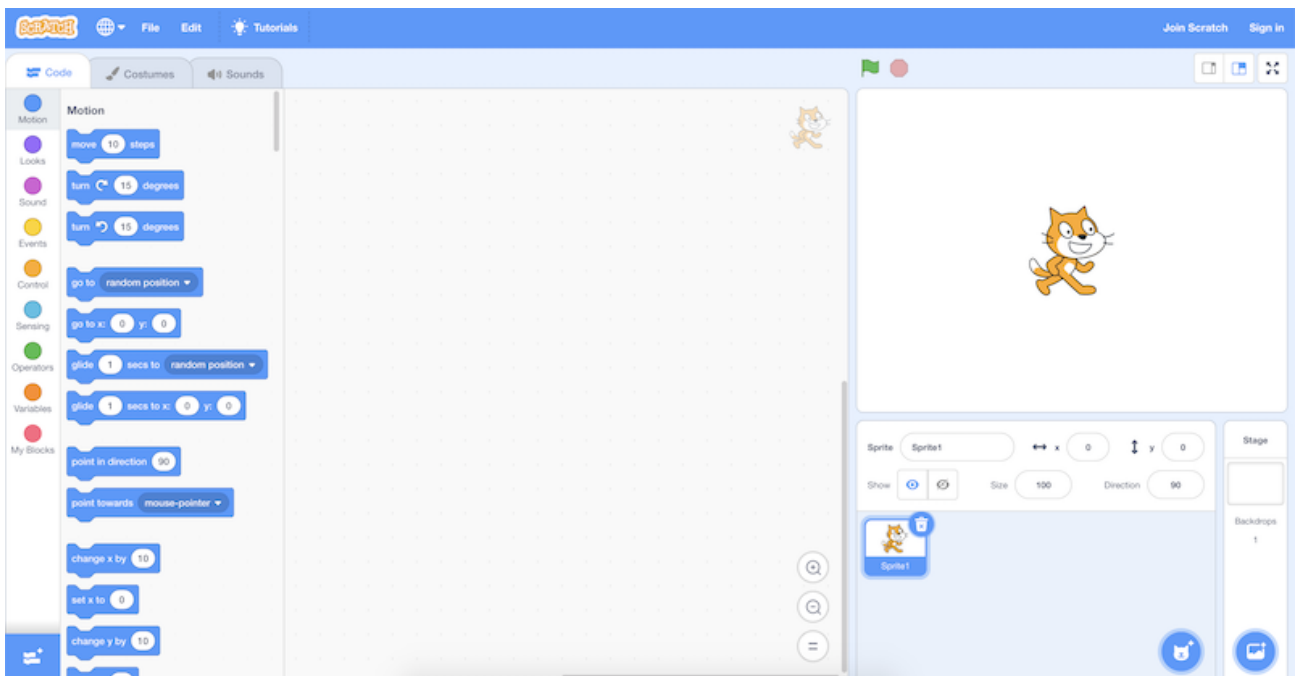 SCRATCH File Edit Tutorials Join Scratch Sign in
Code Costumes Sounds
Motion
Looks
Sound
Events
Control
Sensing
Operators
Variables
My Blocks
Motion
move 10 steps
turn 15 degrees
turn 15 degrees
go to random position
go to x: 0 y: 0
glide 1 secs to random position
glide 1 secs to x: 0 y: 0
point in direction 90
point towards mouse-pointer
change x by 10
set x to 0
change y by 10
Sprite Sprite1 x 0 y 0
Show Size 100 Direction 90
Sprite1
Stage
Backdrops
1